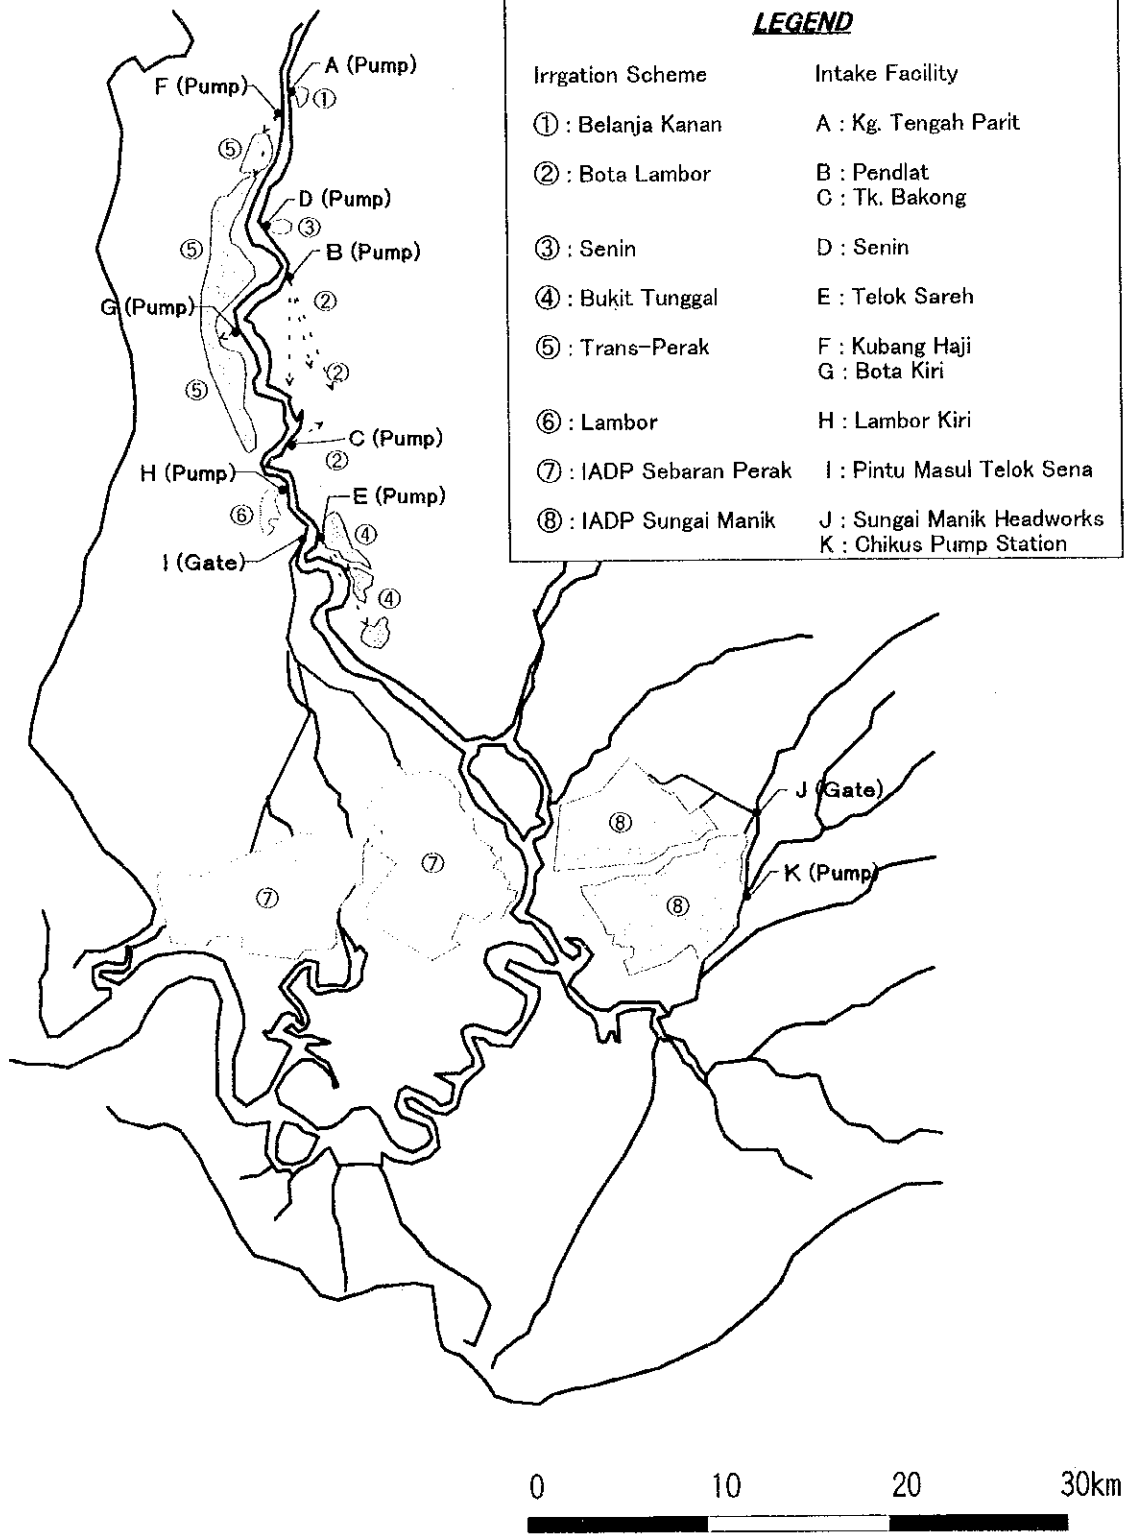 LEGEND
Irrgation Scheme Intake Facility
① : Belanja Kanan A : Kg. Tengah Parit
② : Bota Lambor B : Pendlat
C : Tk. Bakong
③ : Senin D : Senin
④ : Bukit Tunggal E : Telok Sareh
⑤ : Trans-Perak F : Kubang Haji
G : Bota Kiri
⑥ : Lambor H : Lambor Kiri
⑦ : IADP Sebaran Perak I : Pintu Masul Telok Sena
⑧ : IADP Sungai Manik J : Sungai Manik Headworks
K : Chikus Pump Station
A (Pump)
F (Pump)
①
⑤
D (Pump)
③
⑤
B (Pump)
②
G (Pump)
②
⑤
C (Pump)
②
H (Pump)
E (Pump)
⑥
④
I (Gate)
④
J (Gate)
⑧
⑦
K (Pump)
⑦
⑧
0 10 20 30km